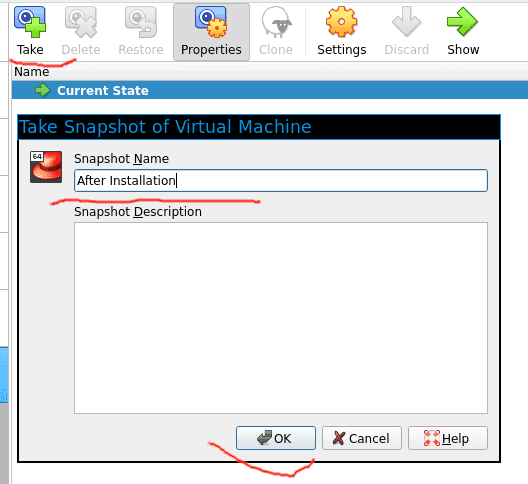 Take Delete Restore Properties Clone Settings Discard Show
Name
Current State
Take Snapshot of Virtual Machine
64
Snapshot Name
After Installation
Snapshot Description
OK Cancel Help